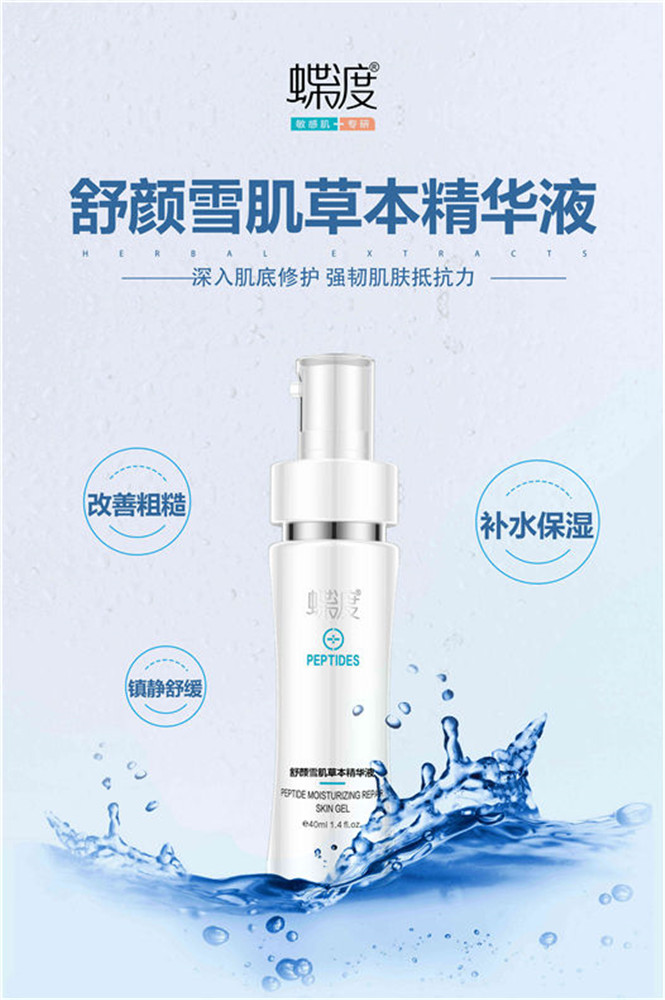 蝶渡®
敏感肌 专研
舒颜雪肌草本精华液
HERBAL EXTRACTS
深入肌底修护 强韧肌肤抵抗力
改善粗糙
补水保湿
镇静舒缓
蝶渡®
PEPTIDES
舒颜雪肌草本精华液
PEPTIDE MOISTURIZING REPAIR
SKIN GEL
℮40ml 1.4 fl.oz.